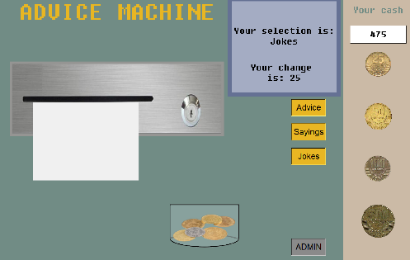 ADVICE MACHINE
Your selection is:
Jokes
Your change
is: 25
Your cash
475
Advice
Sayings
Jokes
ADMIN